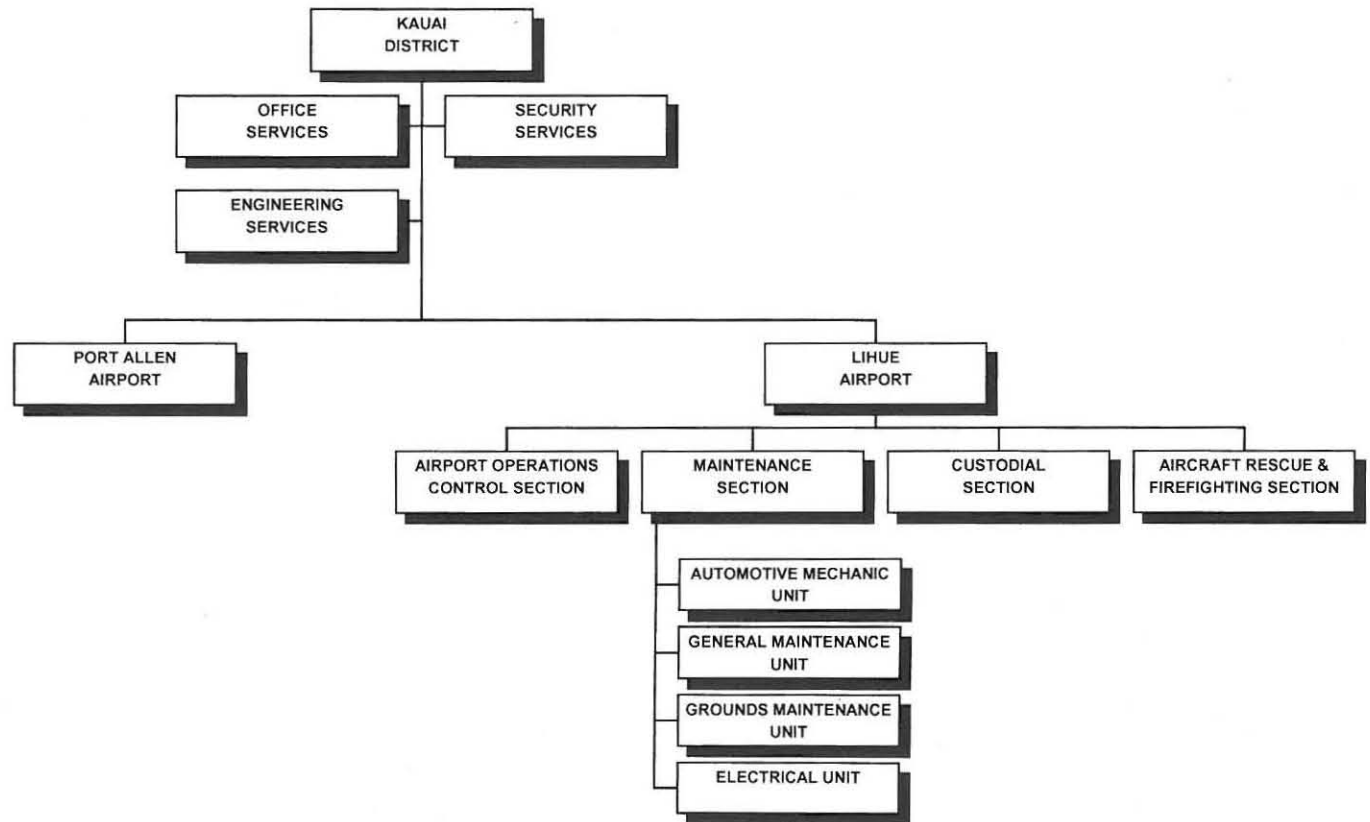 KAUAI
DISTRICT
OFFICE
SERVICES
SECURITY
SERVICES
ENGINEERING
SERVICES
PORT ALLEN
AIRPORT
LIHUE
AIRPORT
AIRPORT OPERATIONS
CONTROL SECTION
MAINTENANCE
SECTION
CUSTODIAL
SECTION
AIRCRAFT RESCUE &
FIREFIGHTING SECTION
AUTOMOTIVE MECHANIC
UNIT
GENERAL MAINTENANCE
UNIT
GROUNDS MAINTENANCE
UNIT
ELECTRICAL UNIT